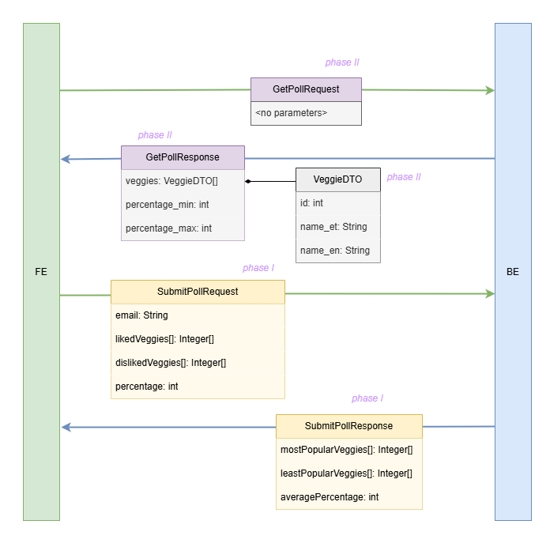 phase II
GetPollRequest
<no parameters>
phase II
GetPollResponse
veggies: VeggieDTO[]
percentage_min: int
percentage_max: int
VeggieDTO
phase II
id: int
name_et: String
name_en: String
FE
BE
phase I
SubmitPollRequest
email: String
likedVeggies[]: Integer[]
dislikedVeggies[]: Integer[]
percentage: int
phase I
SubmitPollResponse
mostPopularVeggies[]: Integer[]
leastPopularVeggies[]: Integer[]
averagePercentage: int